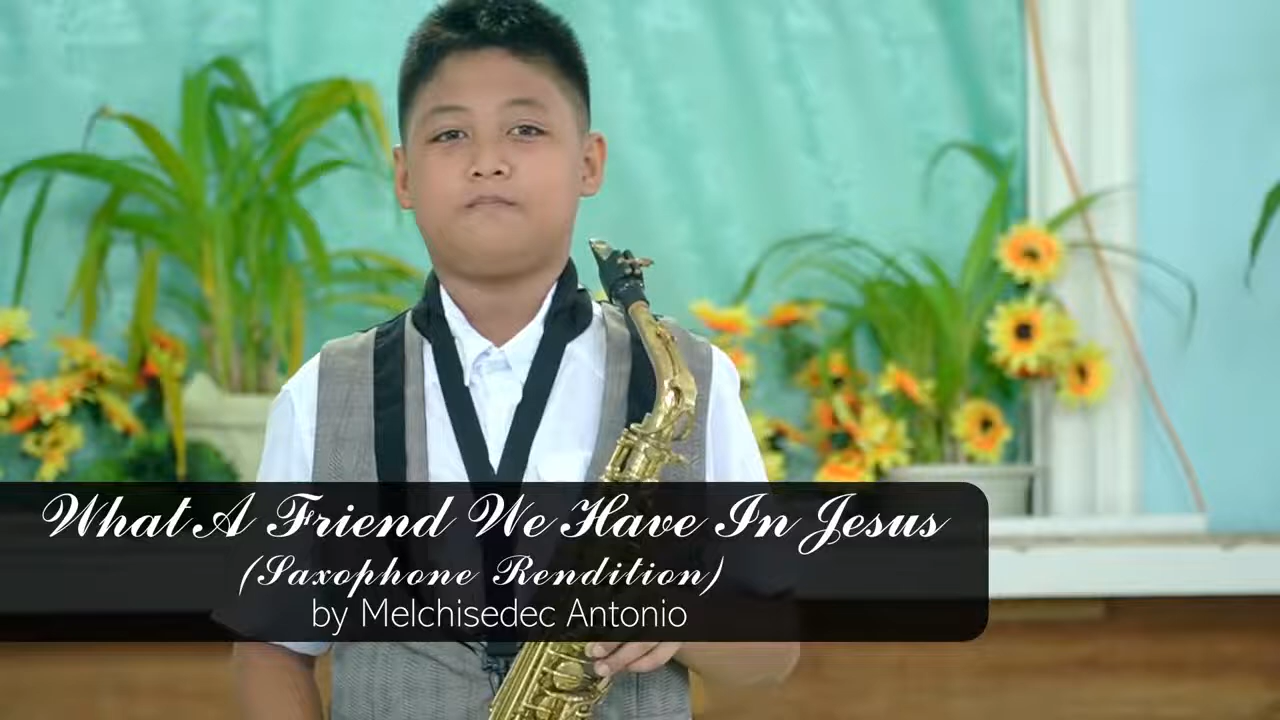 What A Friend We Have In Jesus
(Saxophone Rendition)
by Melchisedec Antonio